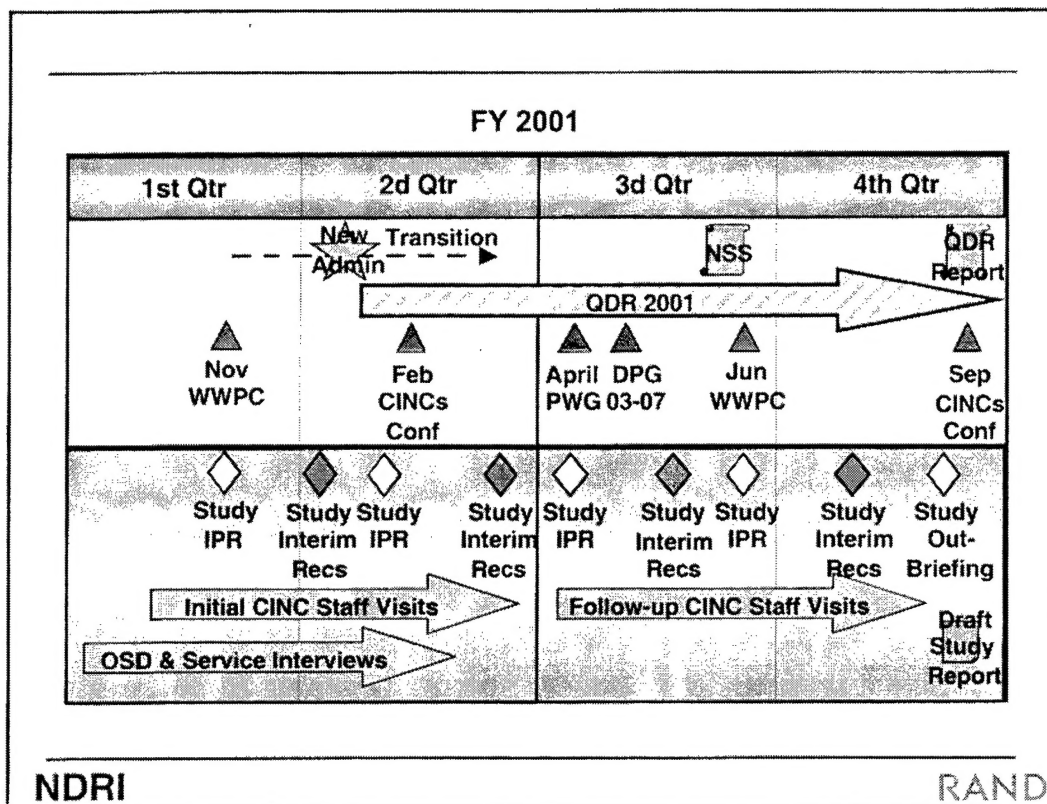 FY 2001
1st Qtr 2d Qtr 3d Qtr 4th Qtr
New
Admin
Transition
NSS
QDR
Report
QDR 2001
Nov
WWPC
Feb
CINCs
Conf
April
PWG
DPG
03-07
Jun
WWPC
Sep
CINCs
Conf
Study
IPR
Study
Interim
Recs
Study
IPR
Study
Interim
Recs
Study
IPR
Study
Interim
Recs
Study
IPR
Study
Interim
Recs
Study
Out-
Briefing
Initial CINC Staff Visits
Follow-up CINC Staff Visits
OSD & Service Interviews
Draft
Study
Report
NDRI
RAND